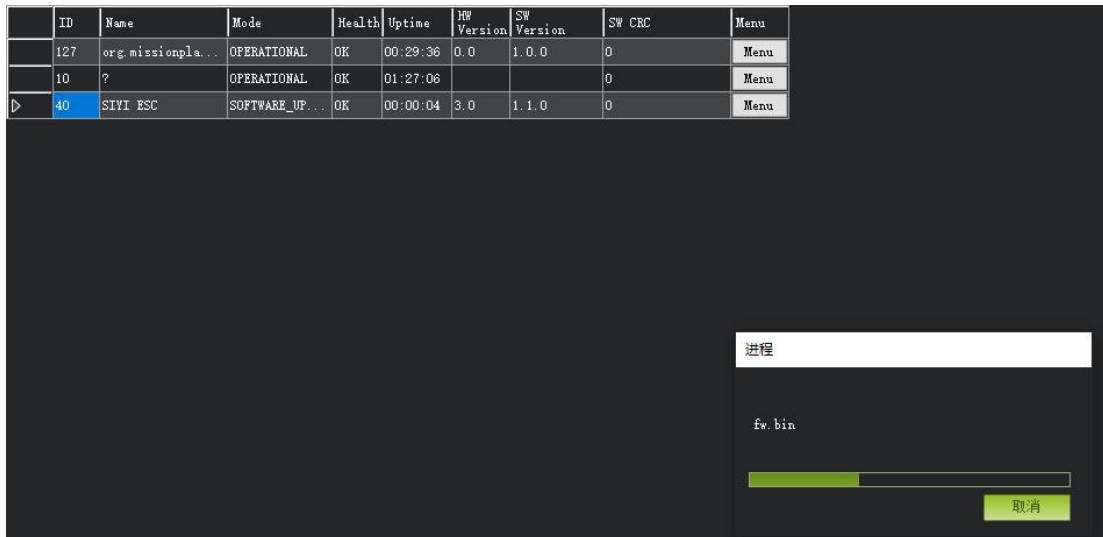 ID Name Mode Health Uptime HW Version SW Version SW CRC Menu
127 org.missionpla... OPERATIONAL OK 00:29:36 0.0 1.0.0 0 Menu
10 ? OPERATIONAL OK 01:27:06 0 Menu
40 SIYI ESC SOFTWARE_UP... OK 00:00:04 3.0 1.1.0 0 Menu
进程
fw.bin
取消